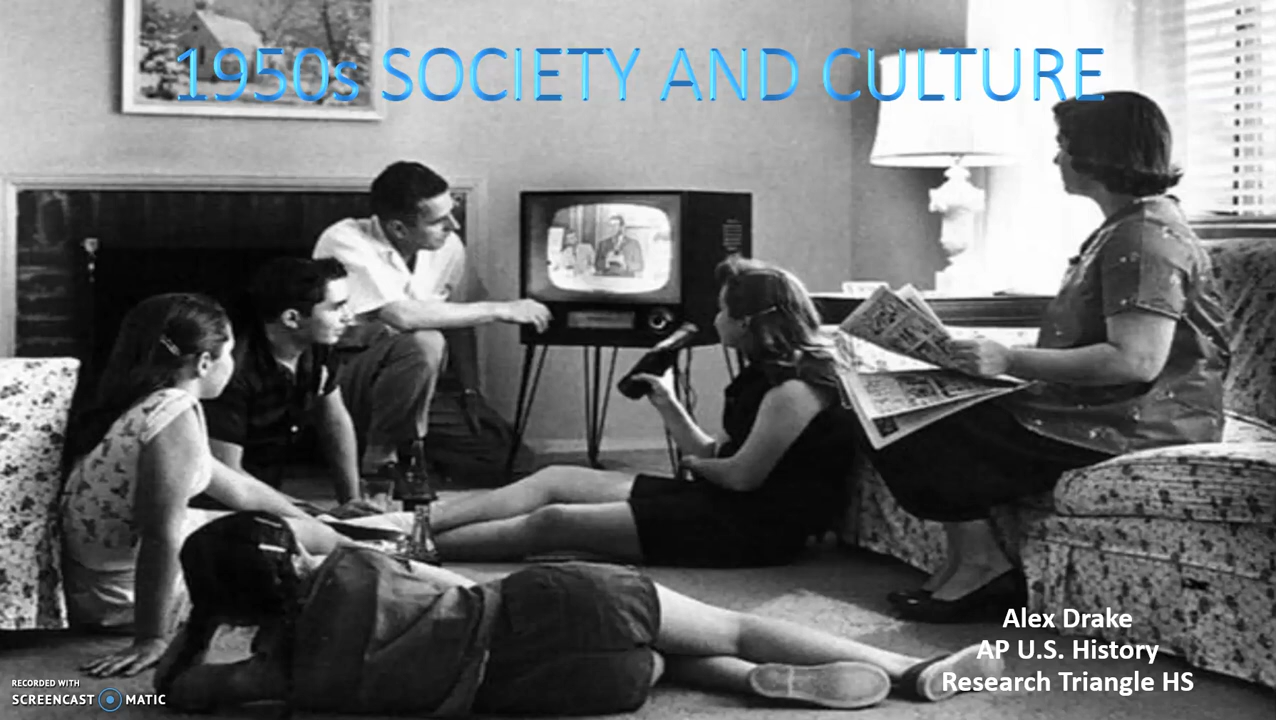 1950s SOCIETY AND CULTURE
Alex Drake
AP U.S. History
Research Triangle HS
RECORDED WITH
SCREENCAST MATIC